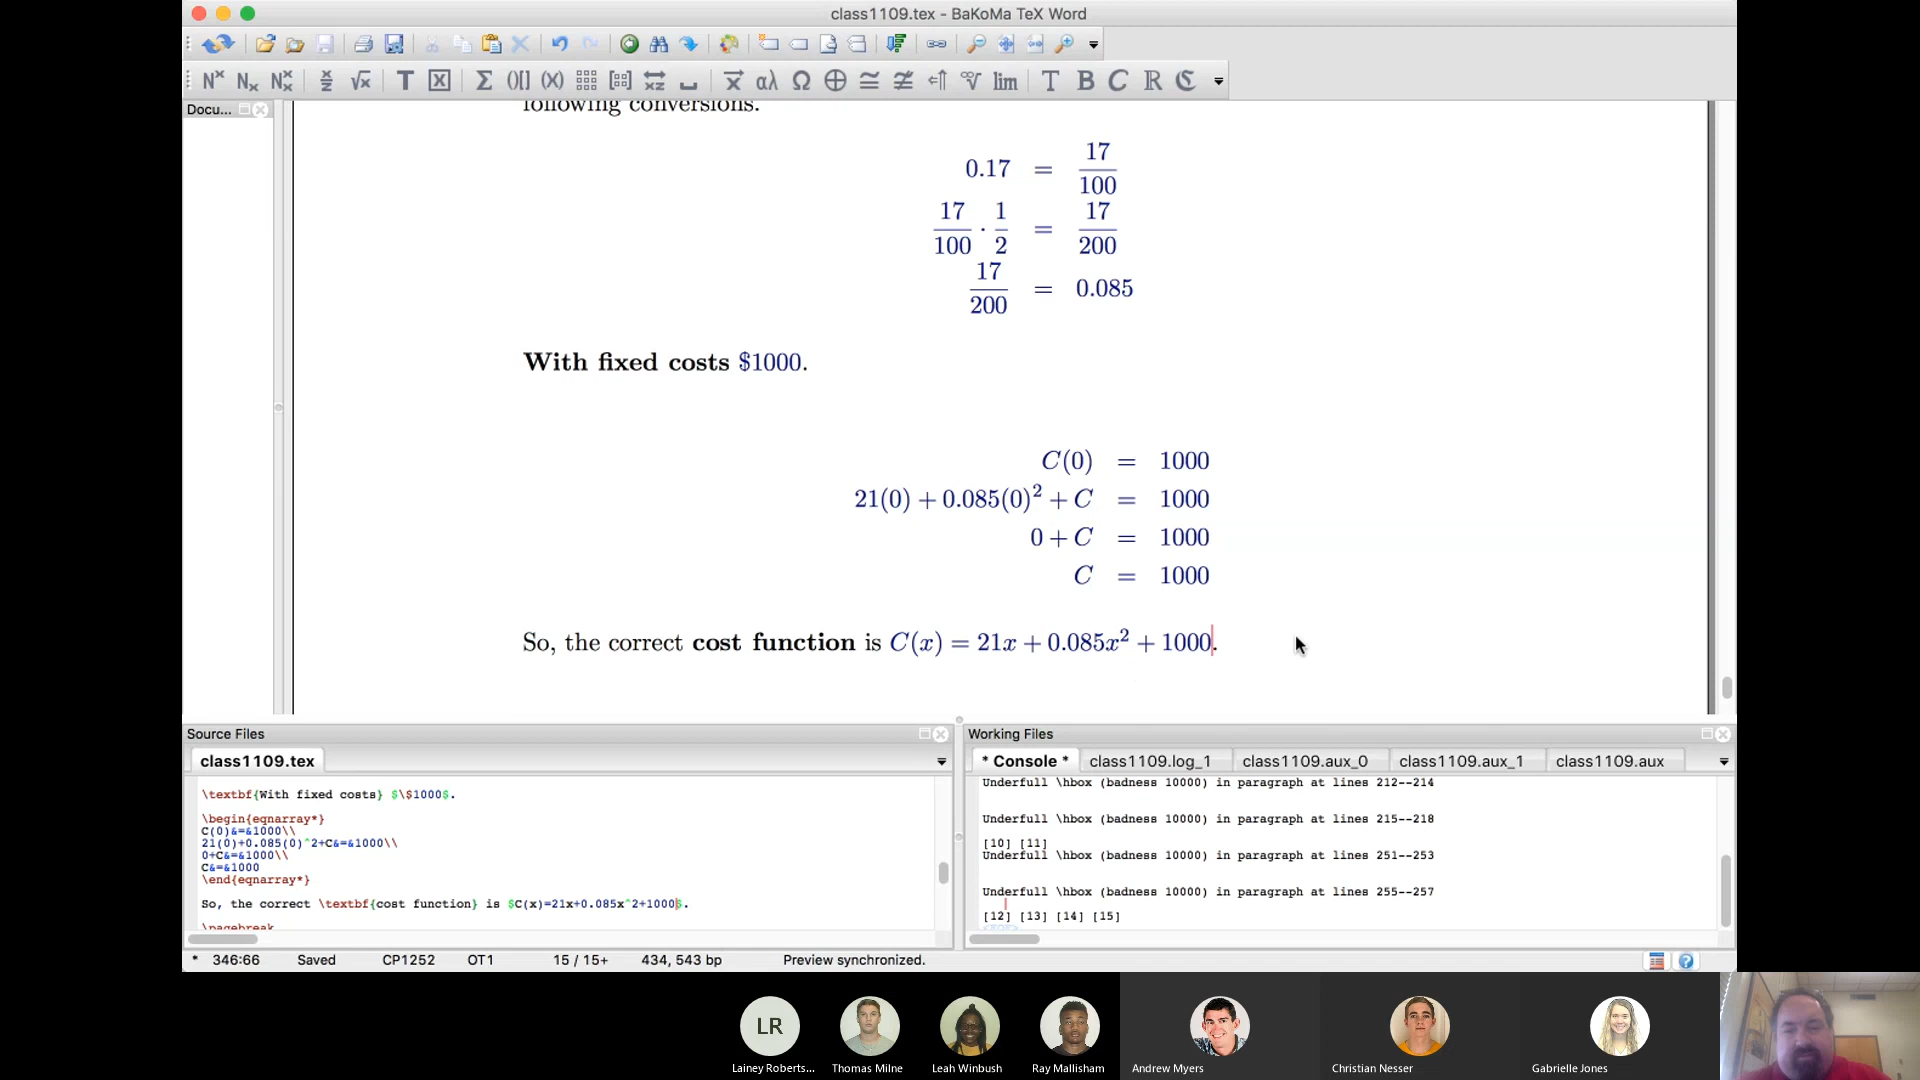 class1109.tex - BaKoMa TeX Word
Docu...
following conversions.
0.17 = 17/100
17/100 · 1/2 = 17/200
17/200 = 0.085
With fixed costs $1000.
C(0) = 1000
21(0) + 0.085(0)² + C = 1000
0 + C = 1000
C = 1000
So, the correct cost function is C(x) = 21x + 0.085x² + 1000.
Source Files
class1109.tex
\textbf{With fixed costs} $\$1000$.
\begin{eqnarray*}
C(0)&=&1000\\
21(0)+0.085(0)^2+C&=&1000\\
0+C&=&1000\\
C&=&1000
\end{eqnarray*}
So, the correct \textbf{cost function} is $C(x)=21x+0.085x^2+1000$.
\pagebreak
Working Files
* Console * class1109.log_1 class1109.aux_0 class1109.aux_1 class1109.aux
Underfull \hbox (badness 10000) in paragraph at lines 212--214
Underfull \hbox (badness 10000) in paragraph at lines 215--218
[10] [11]
Underfull \hbox (badness 10000) in paragraph at lines 251--253
Underfull \hbox (badness 10000) in paragraph at lines 255--257
[12] [13] [14] [15]
* 346:66 Saved CP1252 OT1 15 / 15+ 434, 543 bp Preview synchronized.
LR
Lainey Roberts... Thomas Milne Leah Winbush Ray Mallisham Andrew Myers Christian Nesser Gabrielle Jones